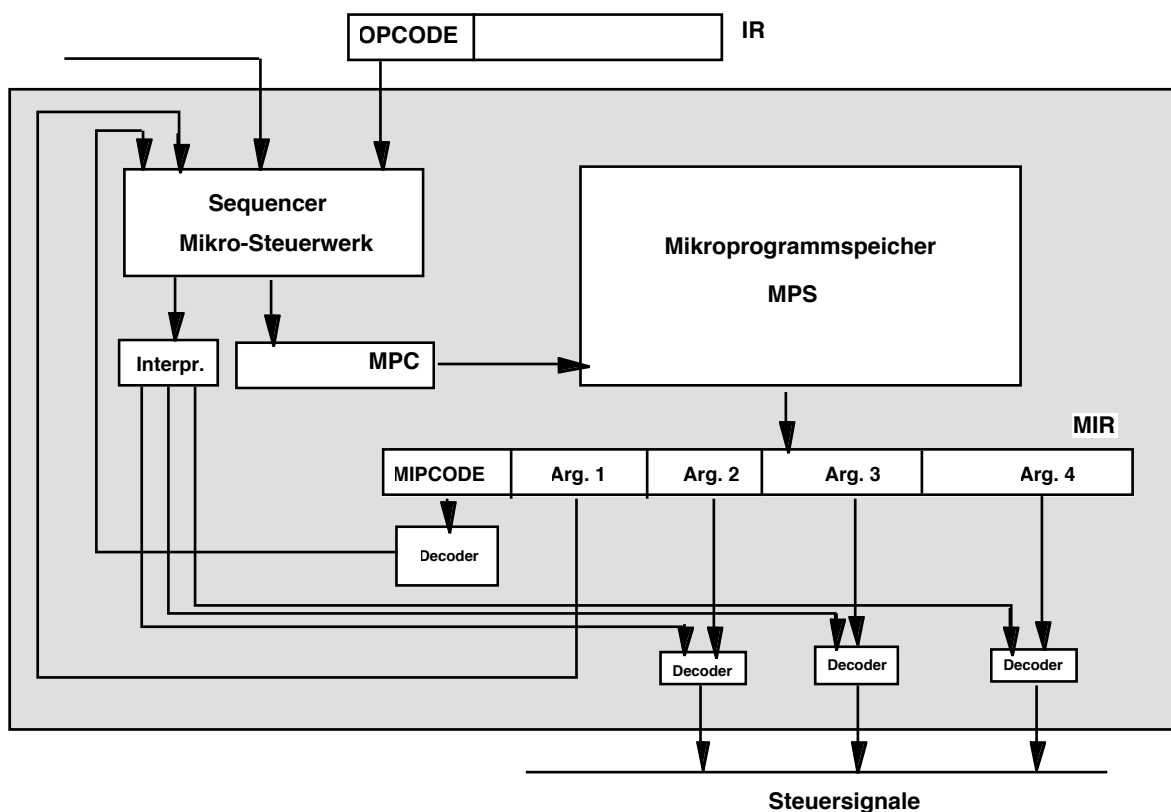 OPCODE
IR
Sequencer
Mikro-Steuerwerk
Mikroprogrammspeicher
MPS
Interpr.
MPC
MIR
MIPCODE
Arg. 1
Arg. 2
Arg. 3
Arg. 4
Decoder
Decoder
Decoder
Decoder
Steuersignale